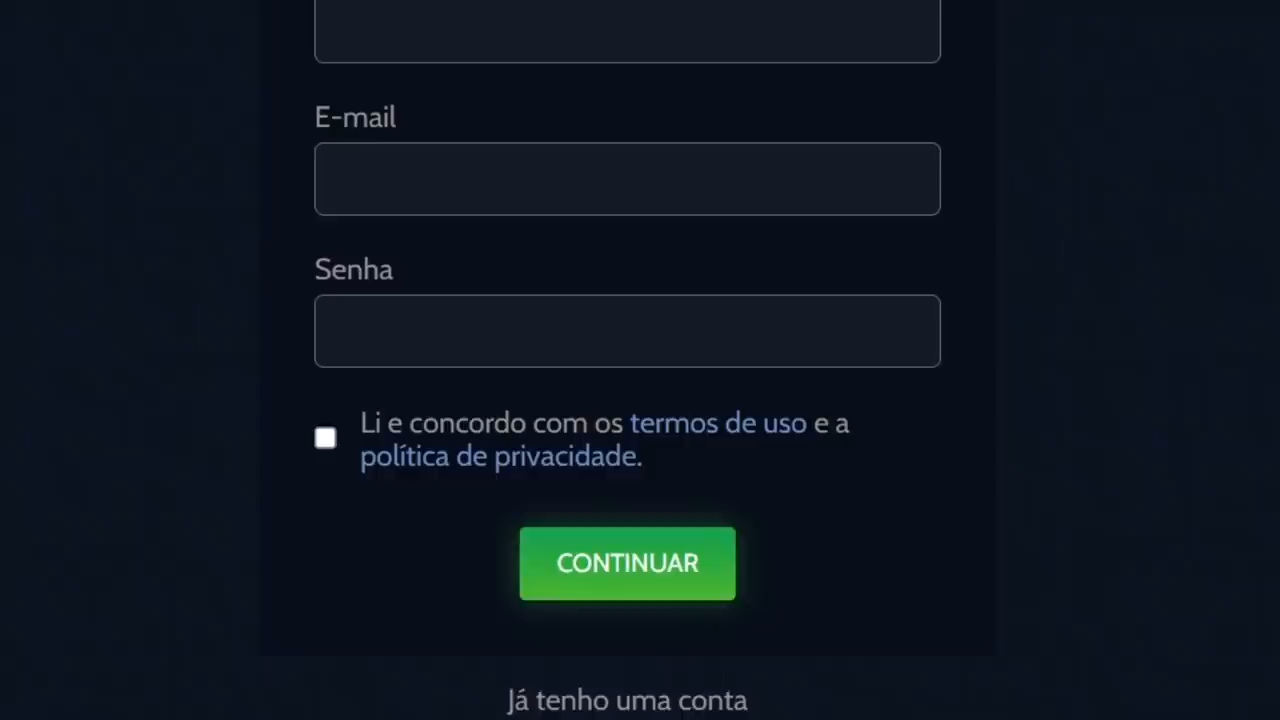 E-mail
Senha
Li e concordo com os termos de uso e a
política de privacidade.
CONTINUAR
Já tenho uma conta